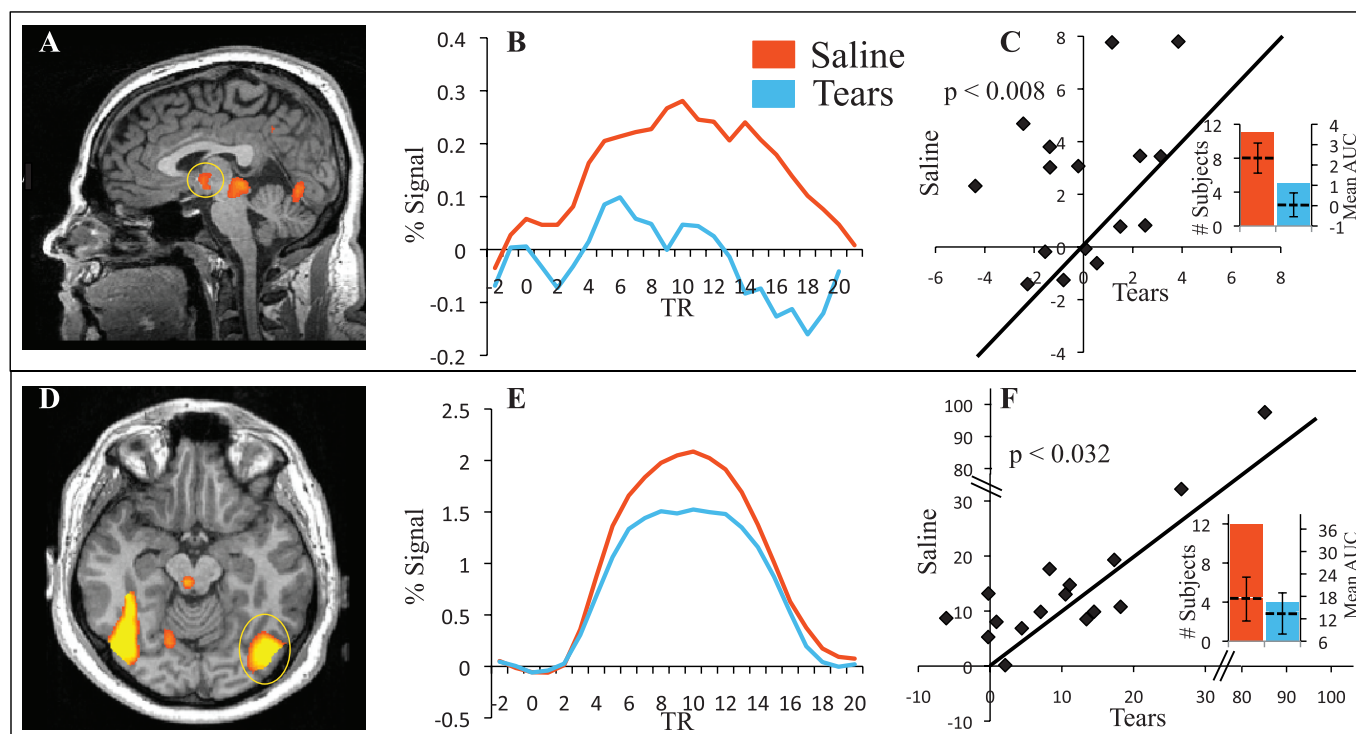 A
B
0.4
0.3
0.2
0.1
0
-0.1
-0.2
% Signal
-2 0 2 4 6 8 10 12 14 16 18 20
TR
Saline
Tears
C
p < 0.008
8
6
4
2
0
-2
-4
Saline
-6 -4 -2 0 2 4 6 8
Tears
# Subjects
12
8
4
0
4
3
2
1
0
-1
Mean AUC
D
E
2.5
2
1.5
1
0.5
0
-0.5
% Signal
-2 0 2 4 6 8 10 12 14 16 18 20
TR
F
p < 0.032
100
90
80
30
20
10
0
-10
Saline
-10 0 10 20 30 80 90 100
Tears
# Subjects
12
8
4
0
36
30
24
18
12
6
Mean AUC